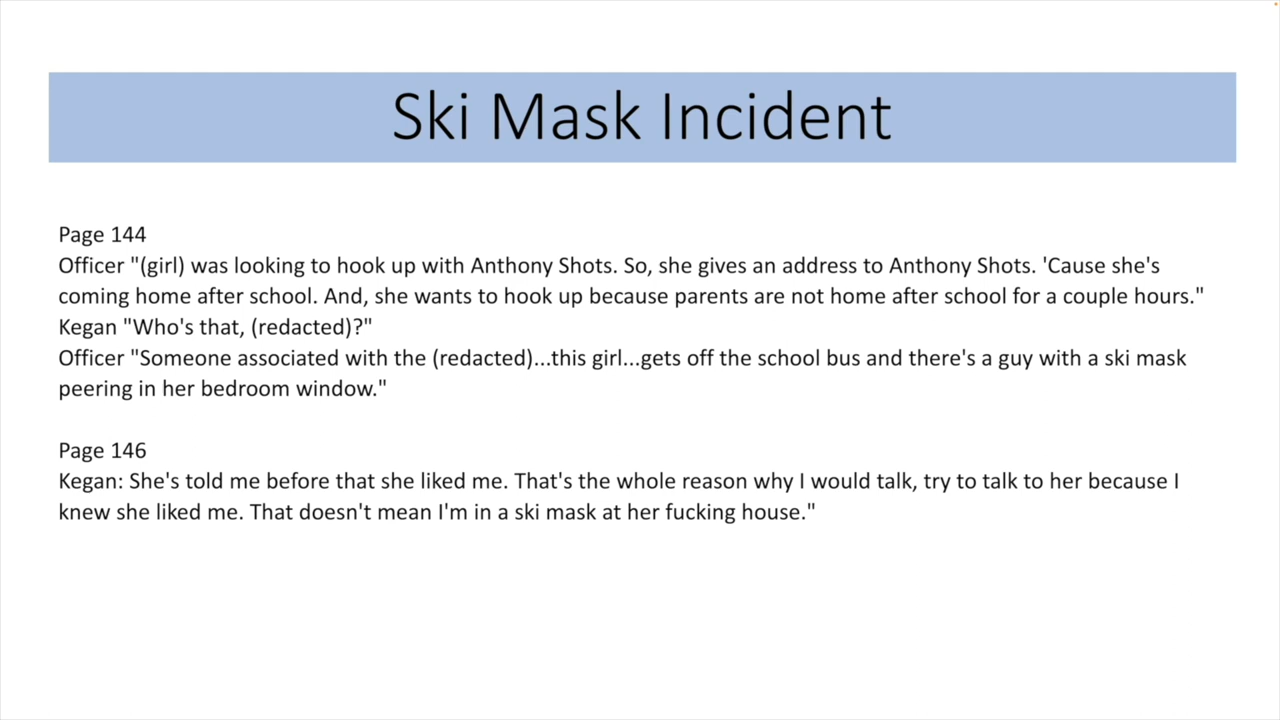 Ski Mask Incident
Page 144
Officer "(girl) was looking to hook up with Anthony Shots. So, she gives an address to Anthony Shots. 'Cause she's
coming home after school. And, she wants to hook up because parents are not home after school for a couple hours."
Kegan "Who's that, (redacted)?"
Officer "Someone associated with the (redacted)...this girl...gets off the school bus and there's a guy with a ski mask
peering in her bedroom window."
Page 146
Kegan: She's told me before that she liked me. That's the whole reason why I would talk, try to talk to her because I
knew she liked me. That doesn't mean I'm in a ski mask at her fucking house."